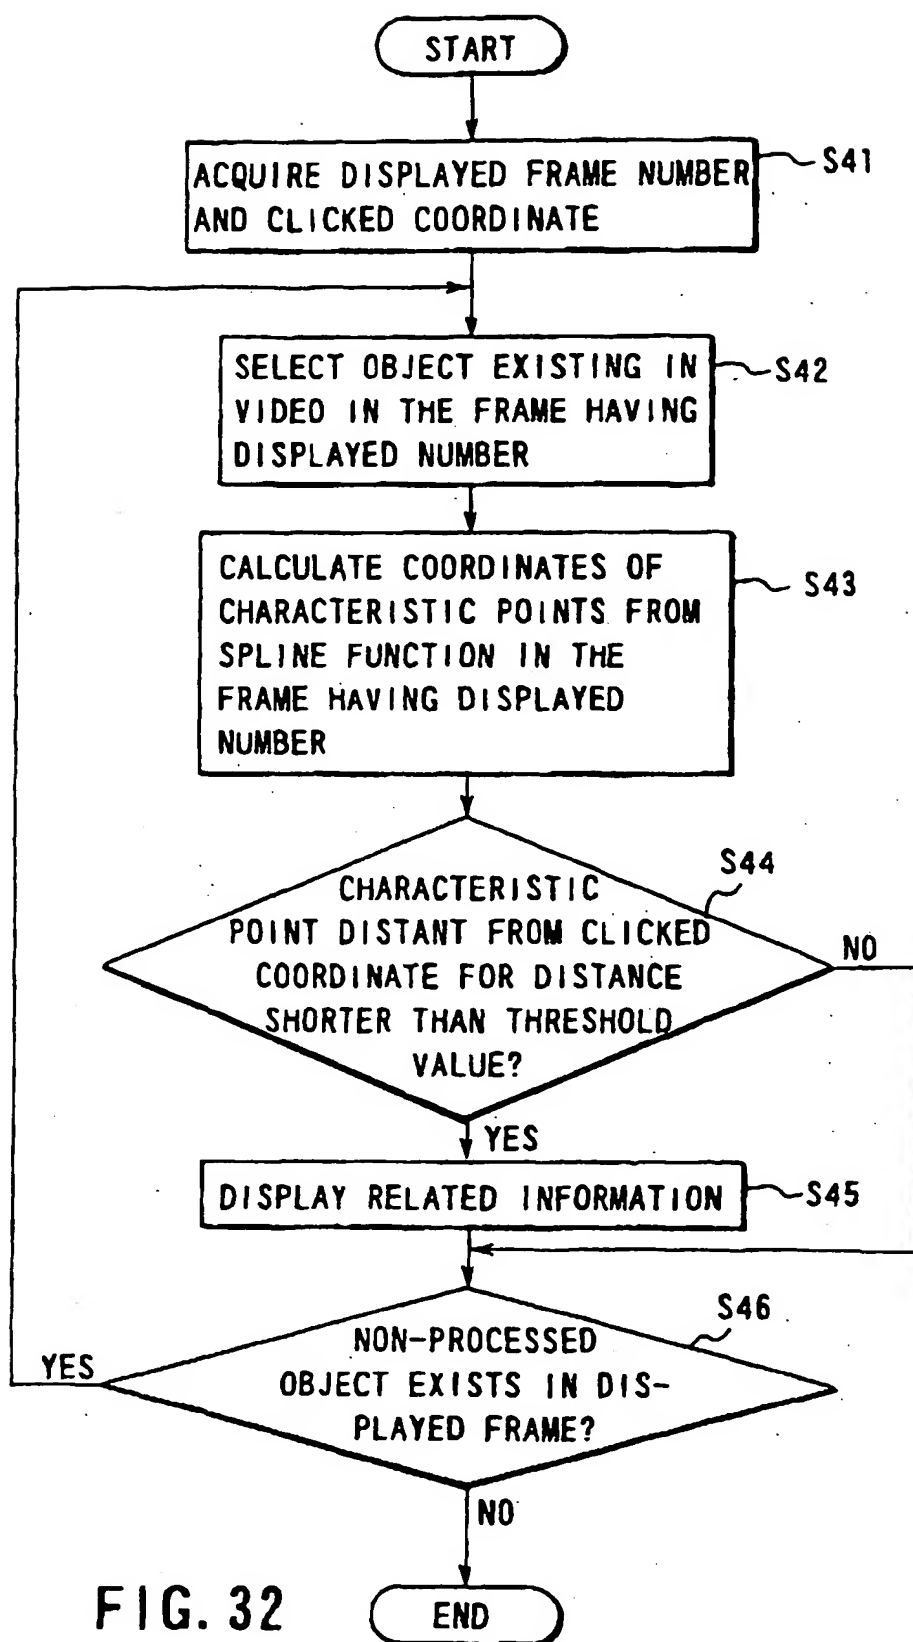 START
ACQUIRE DISPLAYED FRAME NUMBER
AND CLICKED COORDINATE
S41
SELECT OBJECT EXISTING IN
VIDEO IN THE FRAME HAVING
DISPLAYED NUMBER
S42
CALCULATE COORDINATES OF
CHARACTERISTIC POINTS FROM
SPLINE FUNCTION IN THE
FRAME HAVING DISPLAYED
NUMBER
S43
CHARACTERISTIC
POINT DISTANT FROM CLICKED
COORDINATE FOR DISTANCE
SHORTER THAN THRESHOLD
VALUE?
S44
NO
YES
DISPLAY RELATED INFORMATION
S45
NON-PROCESSED
OBJECT EXISTS IN DIS-
PLAYED FRAME?
S46
YES
NO
END
FIG. 32